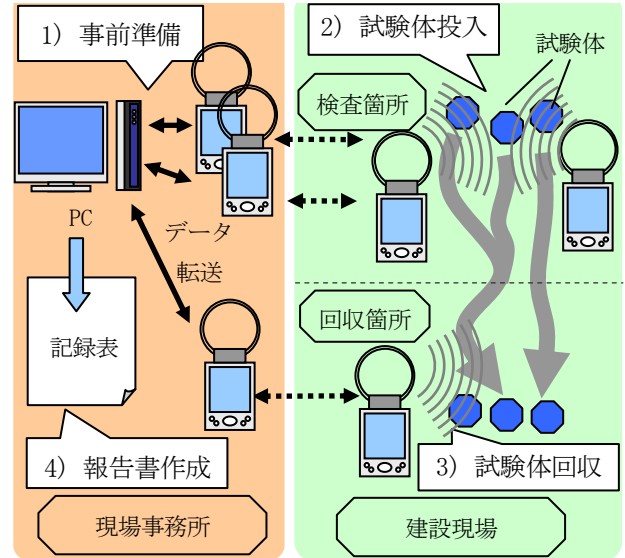 1) 事前準備
2) 試験体投入
試験体
検査箇所
PC
データ
転送
回収箇所
記録表
4) 報告書作成
3) 試験体回収
現場事務所
建設現場